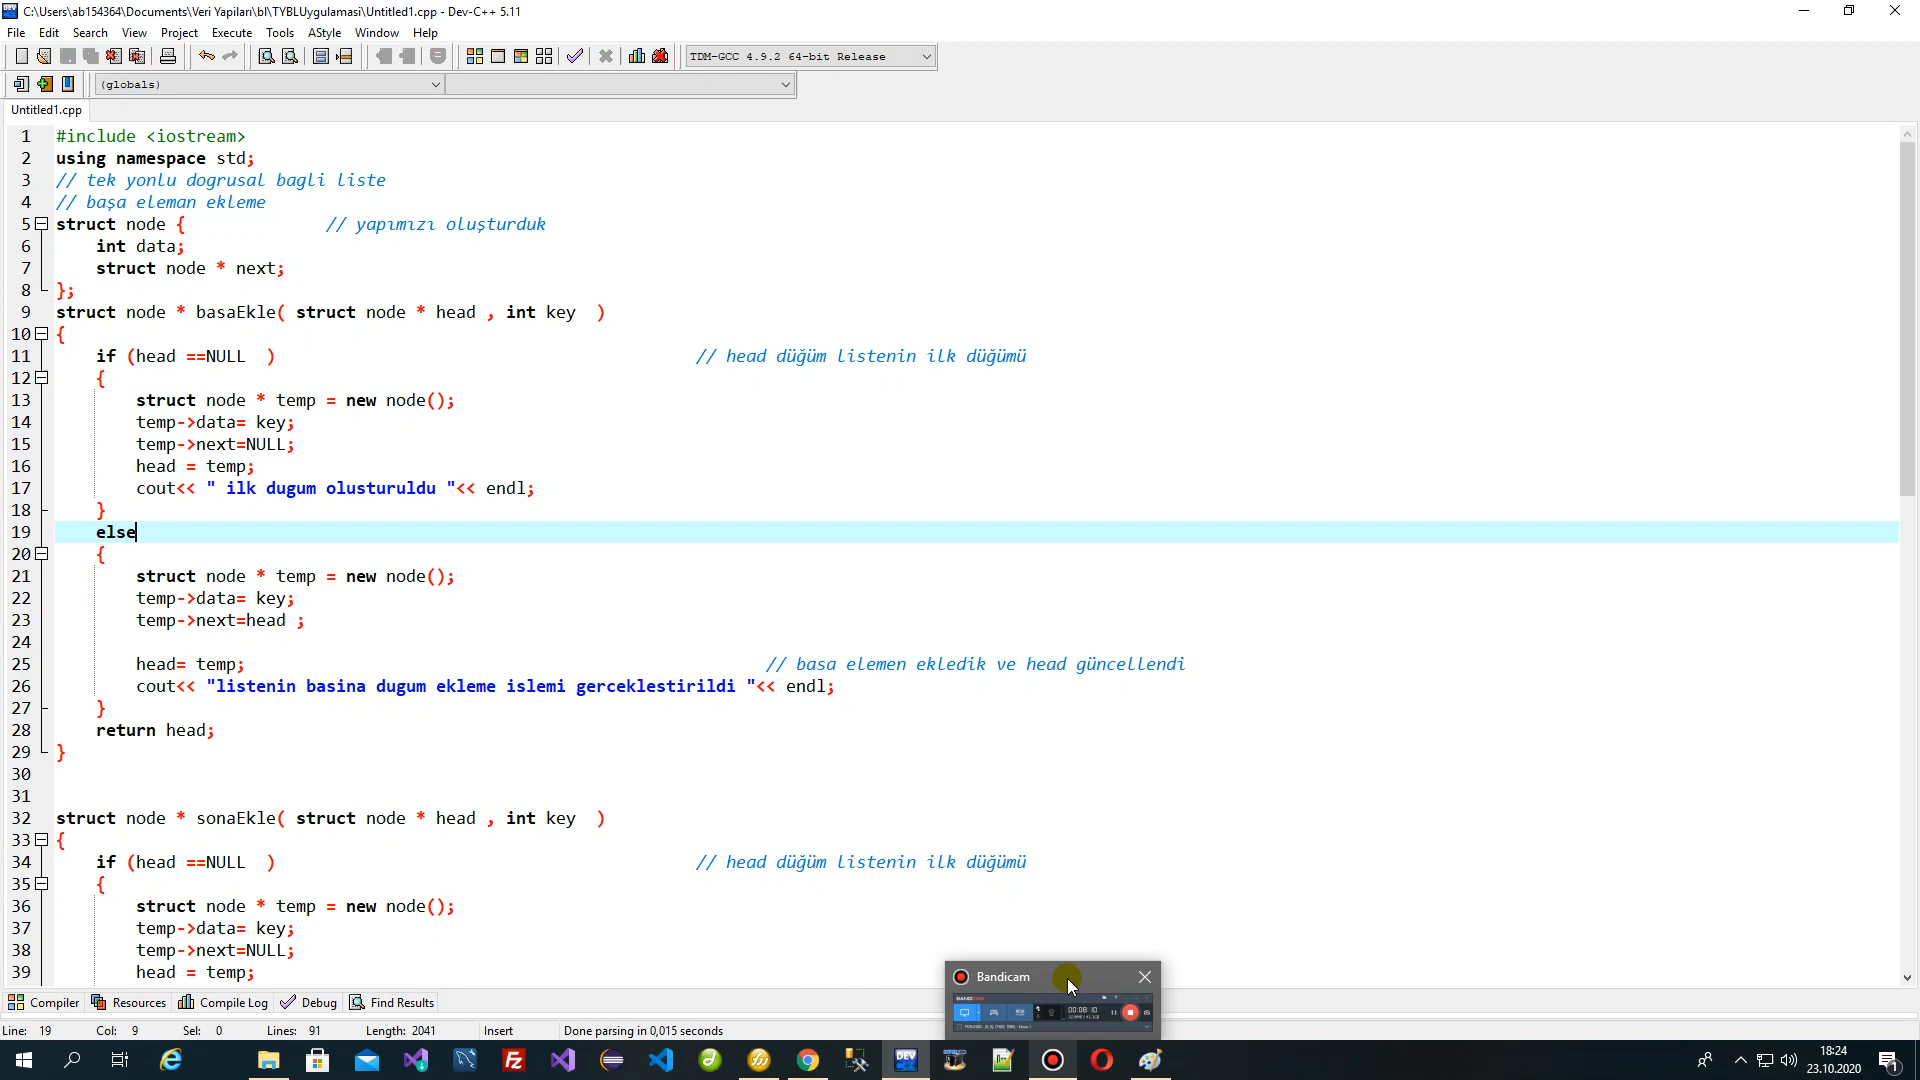 C:\Users\ab154364\Documents\Veri Yapıları\bl\TYBLUygulamasi\Untitled1.cpp - Dev-C++ 5.11
File Edit Search View Project Execute Tools AStyle Window Help
TDM-GCC 4.9.2 64-bit Release
(globals)
Untitled1.cpp
1 #include <iostream>
2 using namespace std;
3 // tek yonlu dogrusal bagli liste
4 // başa eleman ekleme
5 struct node { // yapımızı oluşturduk
6 int data;
7 struct node * next;
8 };
9 struct node * basaEkle( struct node * head , int key )
10 {
11 if (head ==NULL ) // head düğüm listenin ilk düğümü
12 {
13 struct node * temp = new node();
14 temp->data= key;
15 temp->next=NULL;
16 head = temp;
17 cout<< " ilk dugum olusturuldu "<< endl;
18 }
19 else
20 {
21 struct node * temp = new node();
22 temp->data= key;
23 temp->next=head ;
24
25 head= temp; // basa elemen ekledik ve head güncellendi
26 cout<< "listenin basina dugum ekleme islemi gerceklestirildi "<< endl;
27 }
28 return head;
29 }
30
31
32 struct node * sonaEkle( struct node * head , int key )
33 {
34 if (head ==NULL ) // head düğüm listenin ilk düğümü
35 {
36 struct node * temp = new node();
37 temp->data= key;
38 temp->next=NULL;
39 head = temp;
Bandicam
BANDICAM
00:08:10
Compiler Resources Compile Log Debug Find Results
Line: 19 Col: 9 Sel: 0 Lines: 91 Length: 2041 Insert Done parsing in 0,015 seconds
DEV
18:24
23.10.2020
1